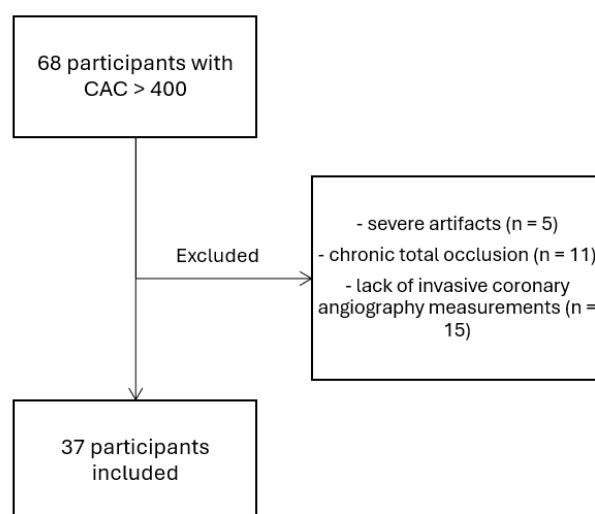 68 participants with
CAC > 400
Excluded
- severe artifacts (n = 5)
- chronic total occlusion (n = 11)
- lack of invasive coronary
angiography measurements (n =
15)
37 participants
included